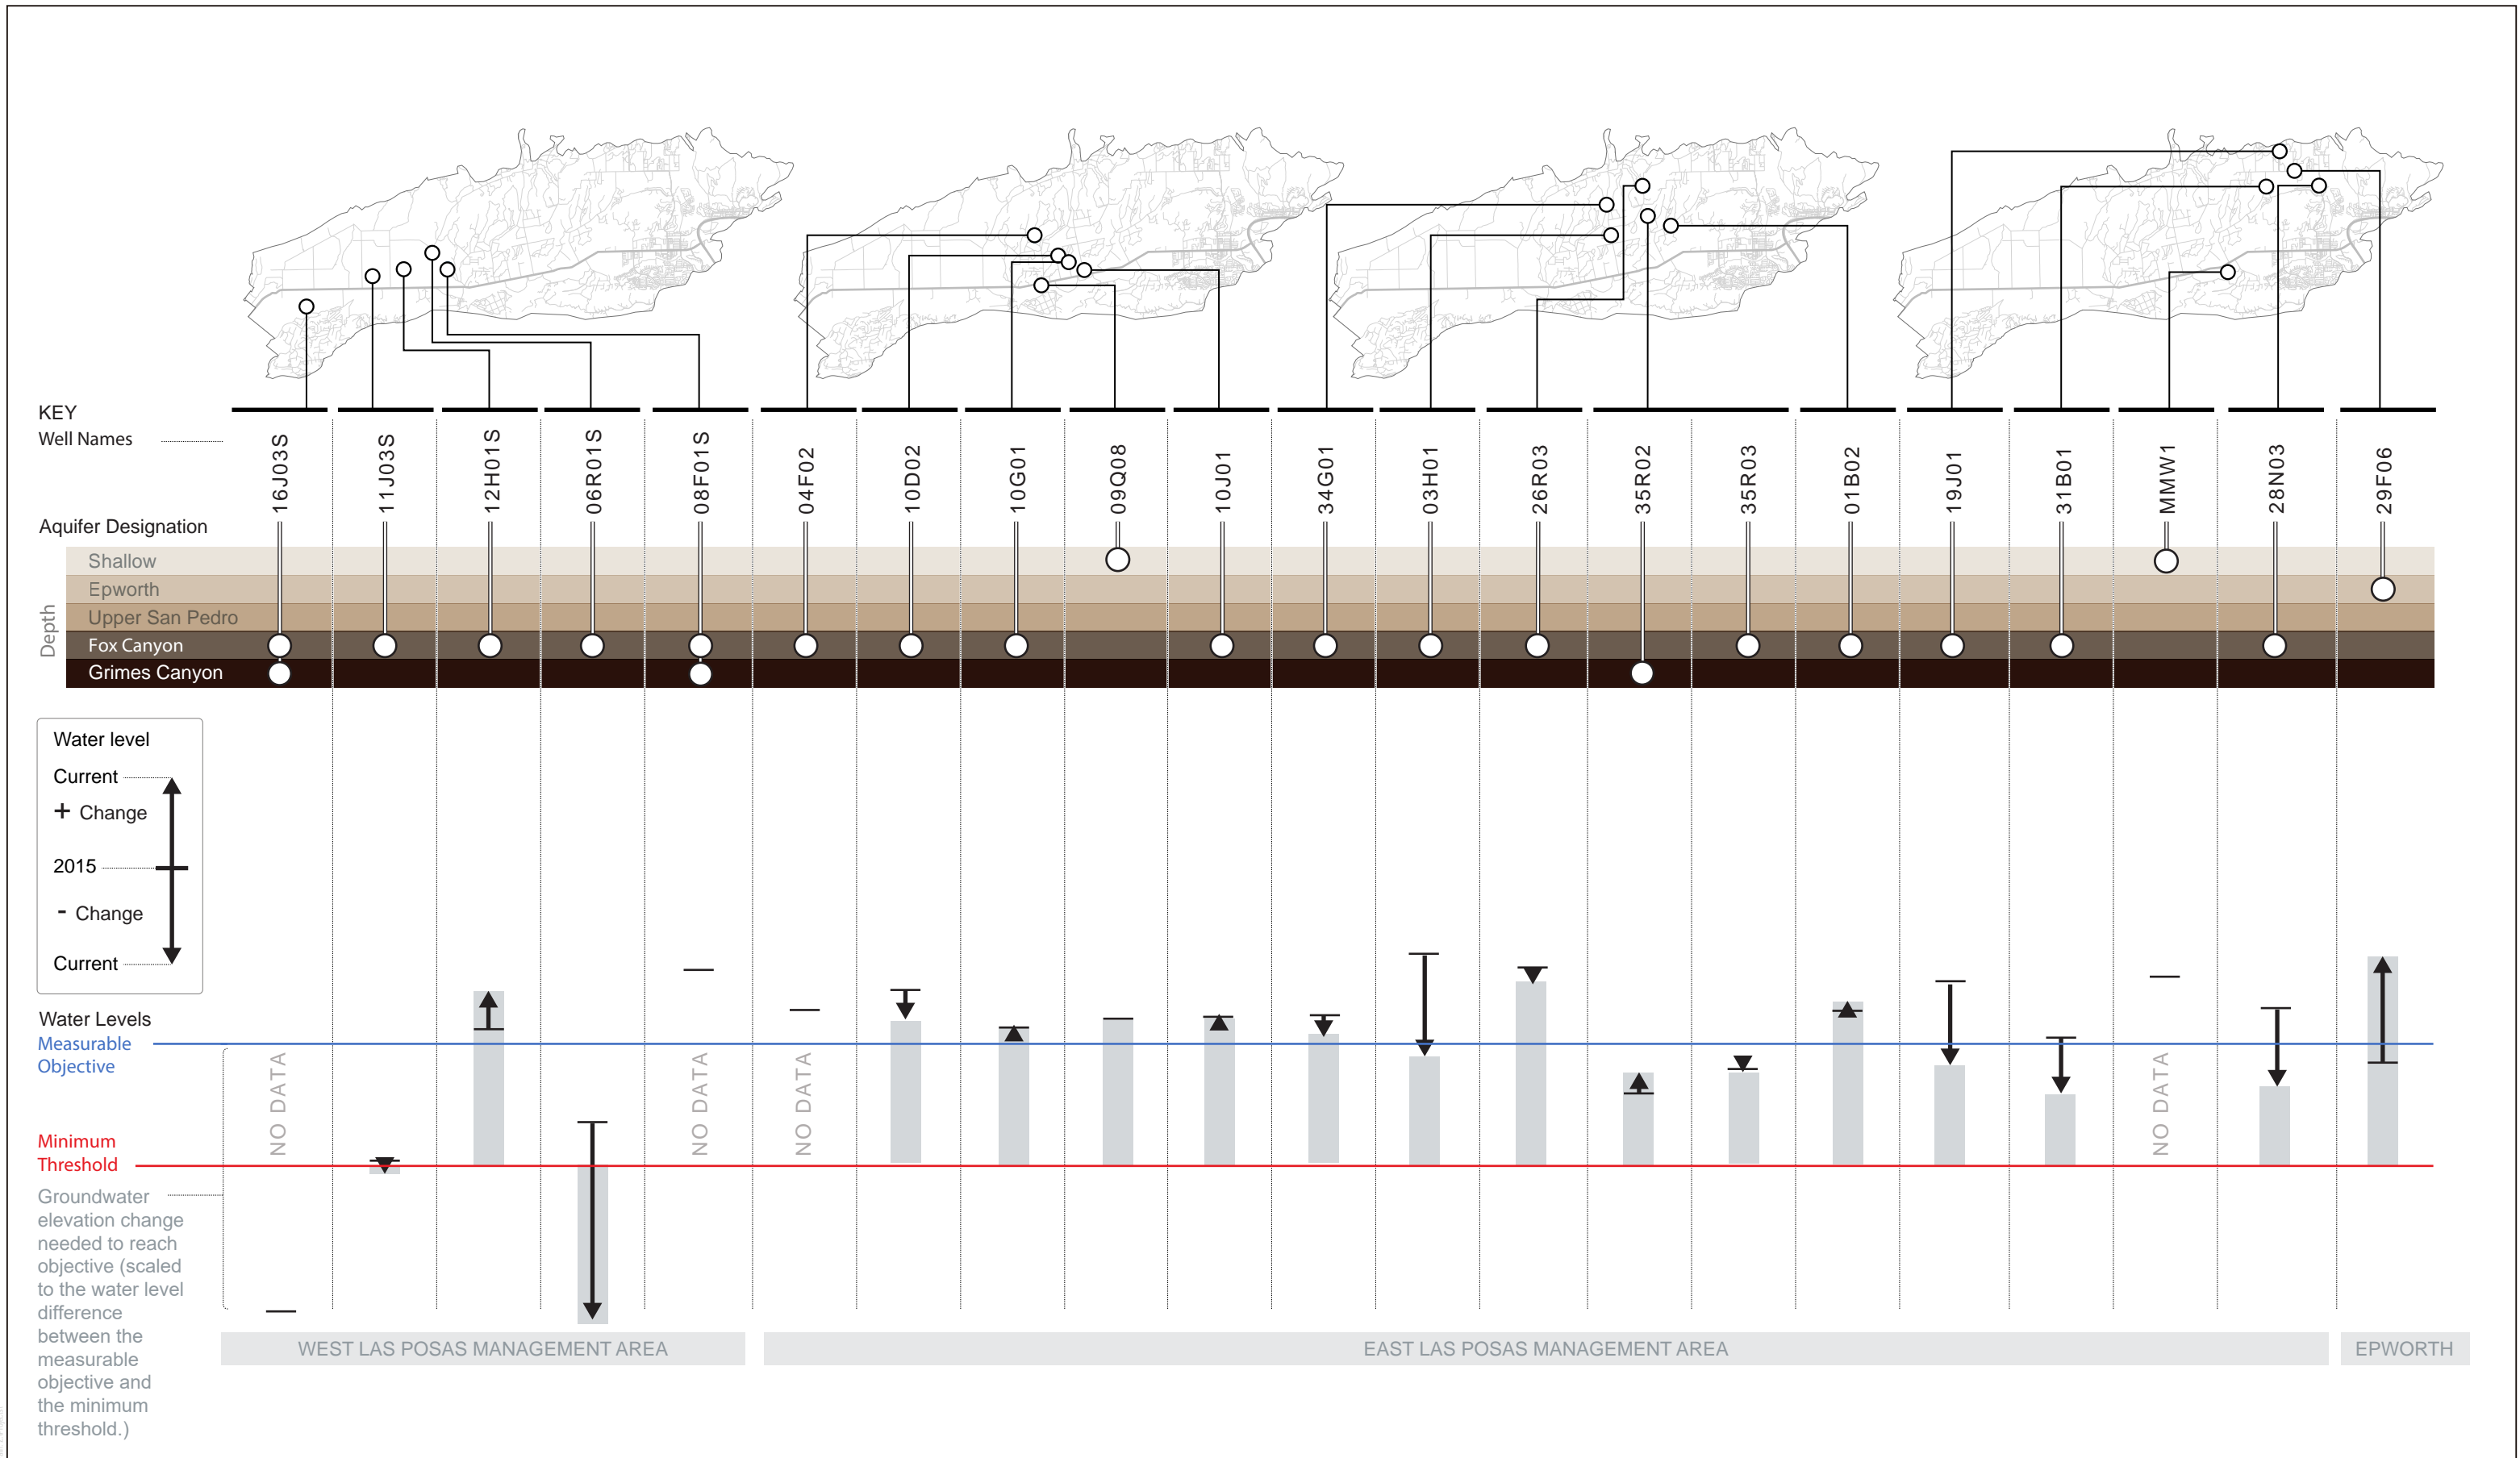 KEY
Well Names
16J03S
11J03S
12H01S
06R01S
08F01S
04F02
10D02
10G01
09Q08
10J01
34G01
03H01
26R03
35R02
35R03
01B02
19J01
31B01
MMW1
28N03
29F06
Aquifer Designation
Depth
Shallow
Epworth
Upper San Pedro
Fox Canyon
Grimes Canyon
Water level
Current
+ Change
2015
- Change
Current
Water Levels
Measurable
Objective
NO DATA
NO DATA
NO DATA
NO DATA
Minimum
Threshold
Groundwater
elevation change
needed to reach
objective (scaled
to the water level
difference
between the
measurable
objective and
the minimum
threshold.)
WEST LAS POSAS MANAGEMENT AREA
EAST LAS POSAS MANAGEMENT AREA
EPWORTH